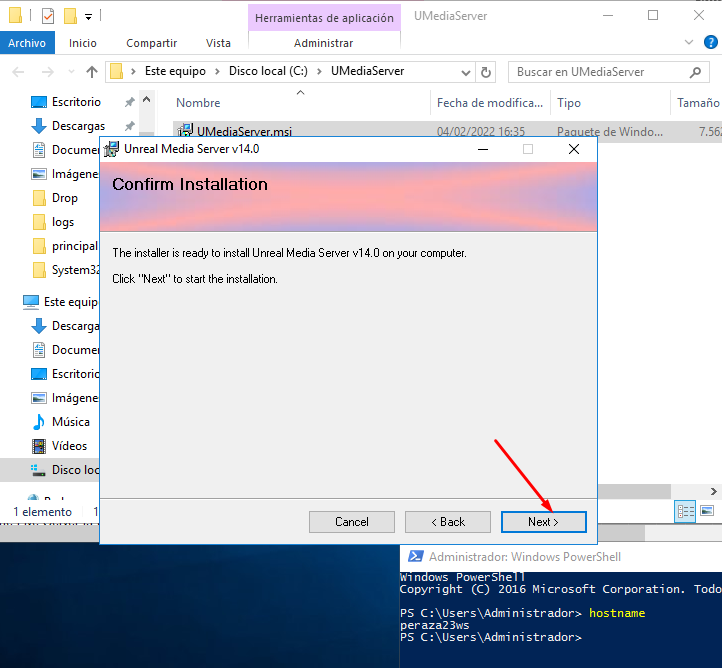 Herramientas de aplicación
UMediaServer
Archivo
Inicio
Compartir
Vista
Administrar
Este equipo > Disco local (C:) > UMediaServer
Buscar en UMediaServer
Nombre
Fecha de modifica...
Tipo
Tamaño
Escritorio
Descargas
UMediaServer.msi
04/02/2022 16:35
Paquete de Windo...
7.562
Documen
Imágene
Drop
logs
principal
System32
Este equip
Descarga
Documen
Escritorio
Imágene
Música
Vídeos
Disco loc
1 elemento
1
Unreal Media Server v14.0
Confirm Installation
The installer is ready to install Unreal Media Server v14.0 on your computer.
Click "Next" to start the installation.
Cancel
< Back
Next >
Administrador: Windows PowerShell
Windows PowerShell
Copyright (C) 2016 Microsoft Corporation. Todo
PS C:\Users\Administrador> hostname
peraza23ws
PS C:\Users\Administrador>